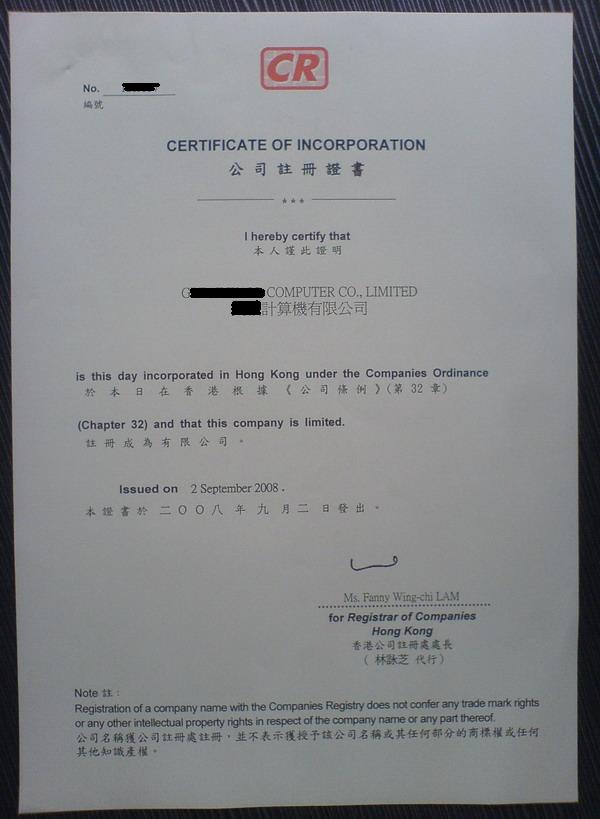 CR
No.
編號
CERTIFICATE OF INCORPORATION
公司註冊證書
***
I hereby certify that
本人謹此證明
G COMPUTER CO., LIMITED
計算機有限公司
is this day incorporated in Hong Kong under the Companies Ordinance
於本日在香港根據《公司條例》(第32章)
(Chapter 32) and that this company is limited.
註冊成為有限公司。
Issued on 2 September 2008.
本證書於二〇〇八年九月二日發出。
Ms. Fanny Wing-chi LAM
for Registrar of Companies
Hong Kong
香港公司註冊處處長
(林詠芝 代行)
Note 註:
Registration of a company name with the Companies Registry does not confer any trade mark rights
or any other intellectual property rights in respect of the company name or any part thereof.
公司名稱獲公司註冊處註冊，並不表示獲授予該公司名稱或其任何部分的商標權或任何
其他知識產權。